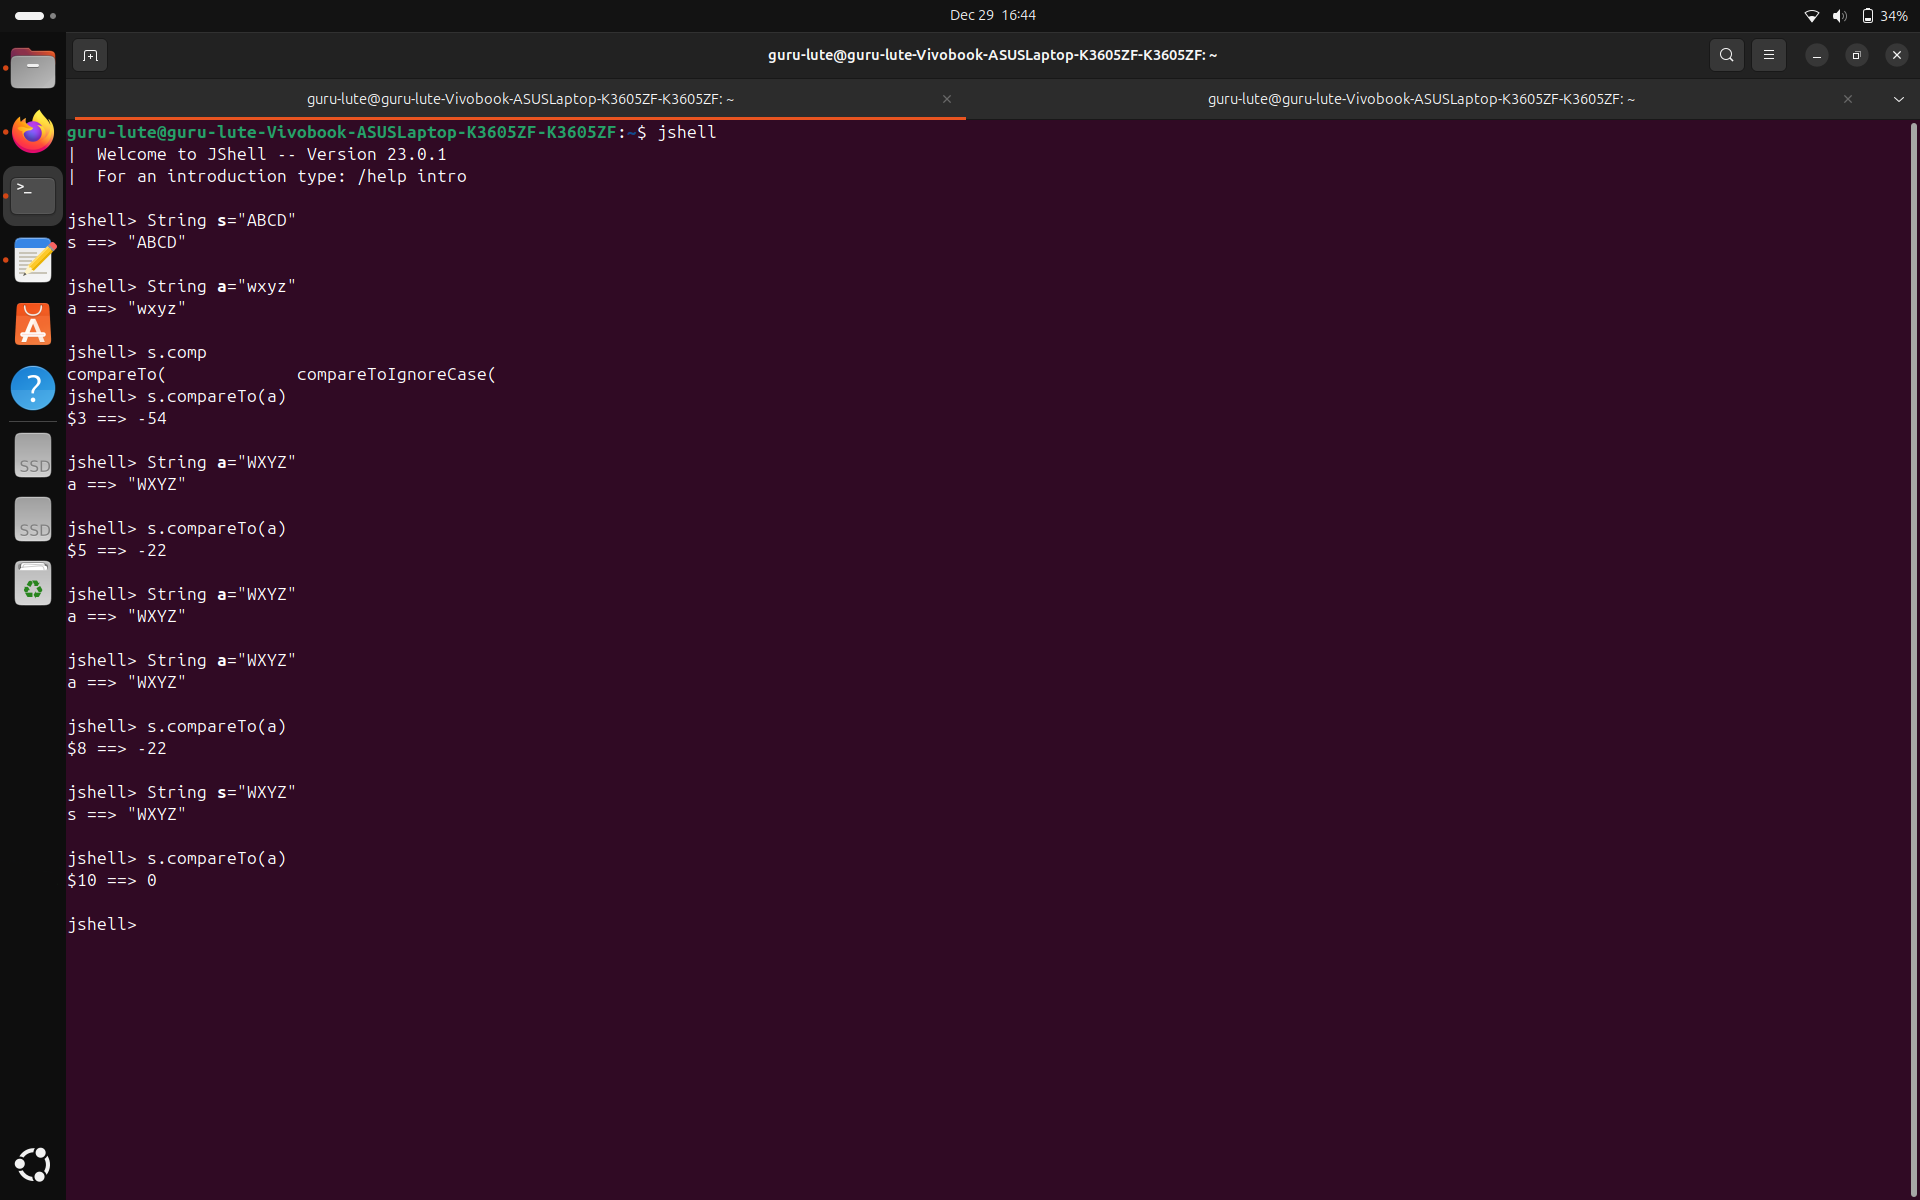 Dec 29 16:44
34%
guru-lute@guru-lute-Vivobook-ASUSLaptop-K3605ZF-K3605ZF: ~
guru-lute@guru-lute-Vivobook-ASUSLaptop-K3605ZF-K3605ZF: ~
guru-lute@guru-lute-Vivobook-ASUSLaptop-K3605ZF-K3605ZF: ~
guru-lute@guru-lute-Vivobook-ASUSLaptop-K3605ZF-K3605ZF:~$ jshell
|  Welcome to JShell -- Version 23.0.1
|  For an introduction type: /help intro
jshell> String s="ABCD"
s ==> "ABCD"
jshell> String a="wxyz"
a ==> "wxyz"
jshell> s.comp
compareTo(             compareToIgnoreCase(
jshell> s.compareTo(a)
$3 ==> -54
jshell> String a="WXYZ"
a ==> "WXYZ"
jshell> s.compareTo(a)
$5 ==> -22
jshell> String a="WXYZ"
a ==> "WXYZ"
jshell> String a="WXYZ"
a ==> "WXYZ"
jshell> s.compareTo(a)
$8 ==> -22
jshell> String s="WXYZ"
s ==> "WXYZ"
jshell> s.compareTo(a)
$10 ==> 0
jshell>
SSD
SSD